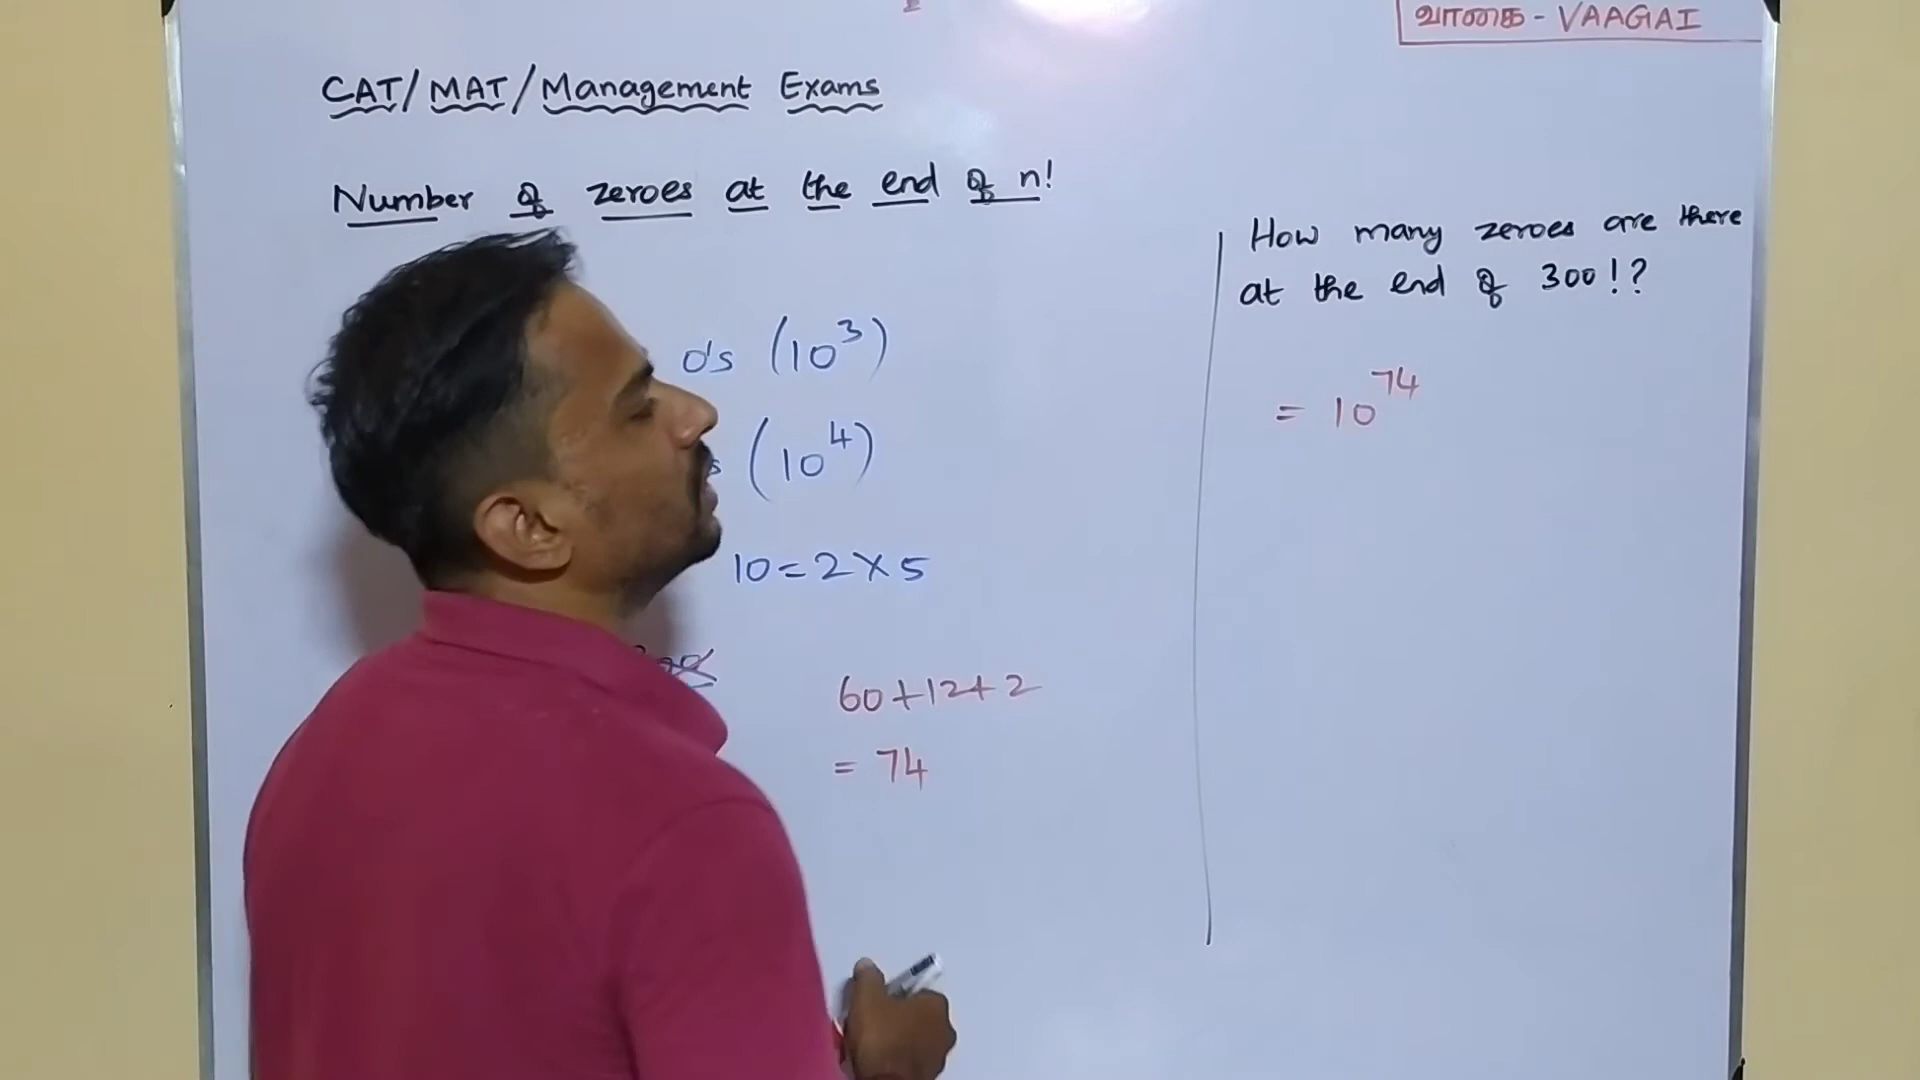 வாகை - VAAGAI
CAT/MAT/Management Exams
Number of zeroes at the end of n!
0's (10³)
(10⁴)
10=2×5
60+12+2
= 74
How many zeroes are there
at the end of 300!?
= 10⁷⁴